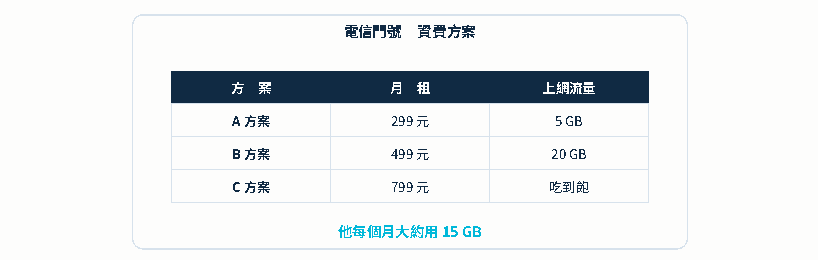 電信門號　資費方案
方　案　月　租　上網流量
A 方案　299 元　5 GB
B 方案　499 元　20 GB
C 方案　799 元　吃到飽
他每個月大約用 15 GB